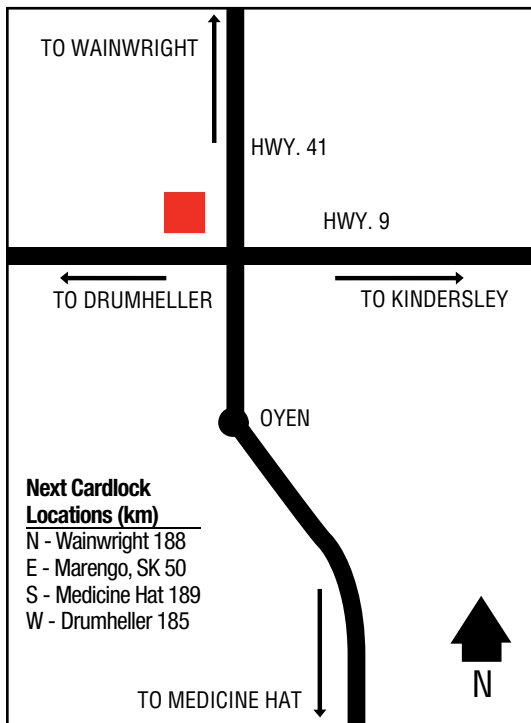 TO WAINWRIGHT
HWY. 41
HWY. 9
TO DRUMHELLER
TO KINDERSLEY
OYEN
Next Cardlock
Locations (km)
N - Wainwright 188
E - Marengo, SK 50
S - Medicine Hat 189
W - Drumheller 185
N
TO MEDICINE HAT